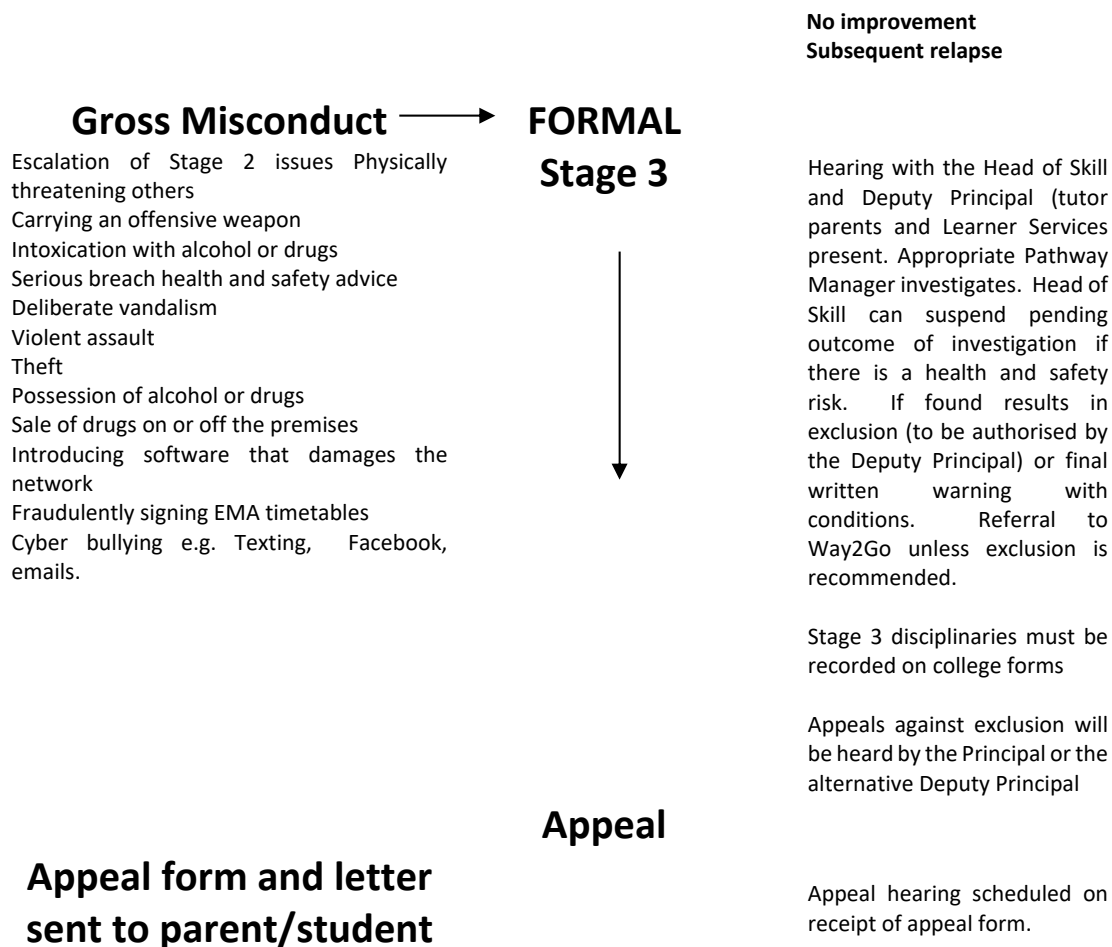 No improvement
Subsequent relapse
Gross Misconduct
Escalation of Stage 2 issues Physically
threatening others
Carrying an offensive weapon
Intoxication with alcohol or drugs
Serious breach health and safety advice
Deliberate vandalism
Violent assault
Theft
Possession of alcohol or drugs
Sale of drugs on or off the premises
Introducing software that damages the
network
Fraudulently signing EMA timetables
Cyber bullying e.g. Texting, Facebook,
emails.
FORMAL
Stage 3
Hearing with the Head of Skill
and Deputy Principal (tutor
parents and Learner Services
present. Appropriate Pathway
Manager investigates. Head of
Skill can suspend pending
outcome of investigation if
there is a health and safety
risk. If found results in
exclusion (to be authorised by
the Deputy Principal) or final
written warning with
conditions. Referral to
Way2Go unless exclusion is
recommended.
Stage 3 disciplinaries must be
recorded on college forms
Appeals against exclusion will
be heard by the Principal or the
alternative Deputy Principal
Appeal
Appeal form and letter
sent to parent/student
Appeal hearing scheduled on
receipt of appeal form.